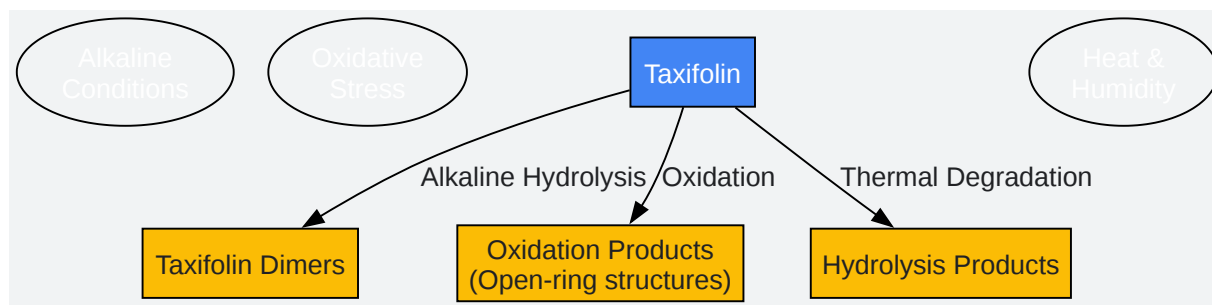 Alkaline
Conditions
Oxidative
Stress
Taxifolin
Heat &
Humidity
Alkaline Hydrolysis
Oxidation
Thermal Degradation
Taxifolin Dimers
Oxidation Products
(Open-ring structures)
Hydrolysis Products